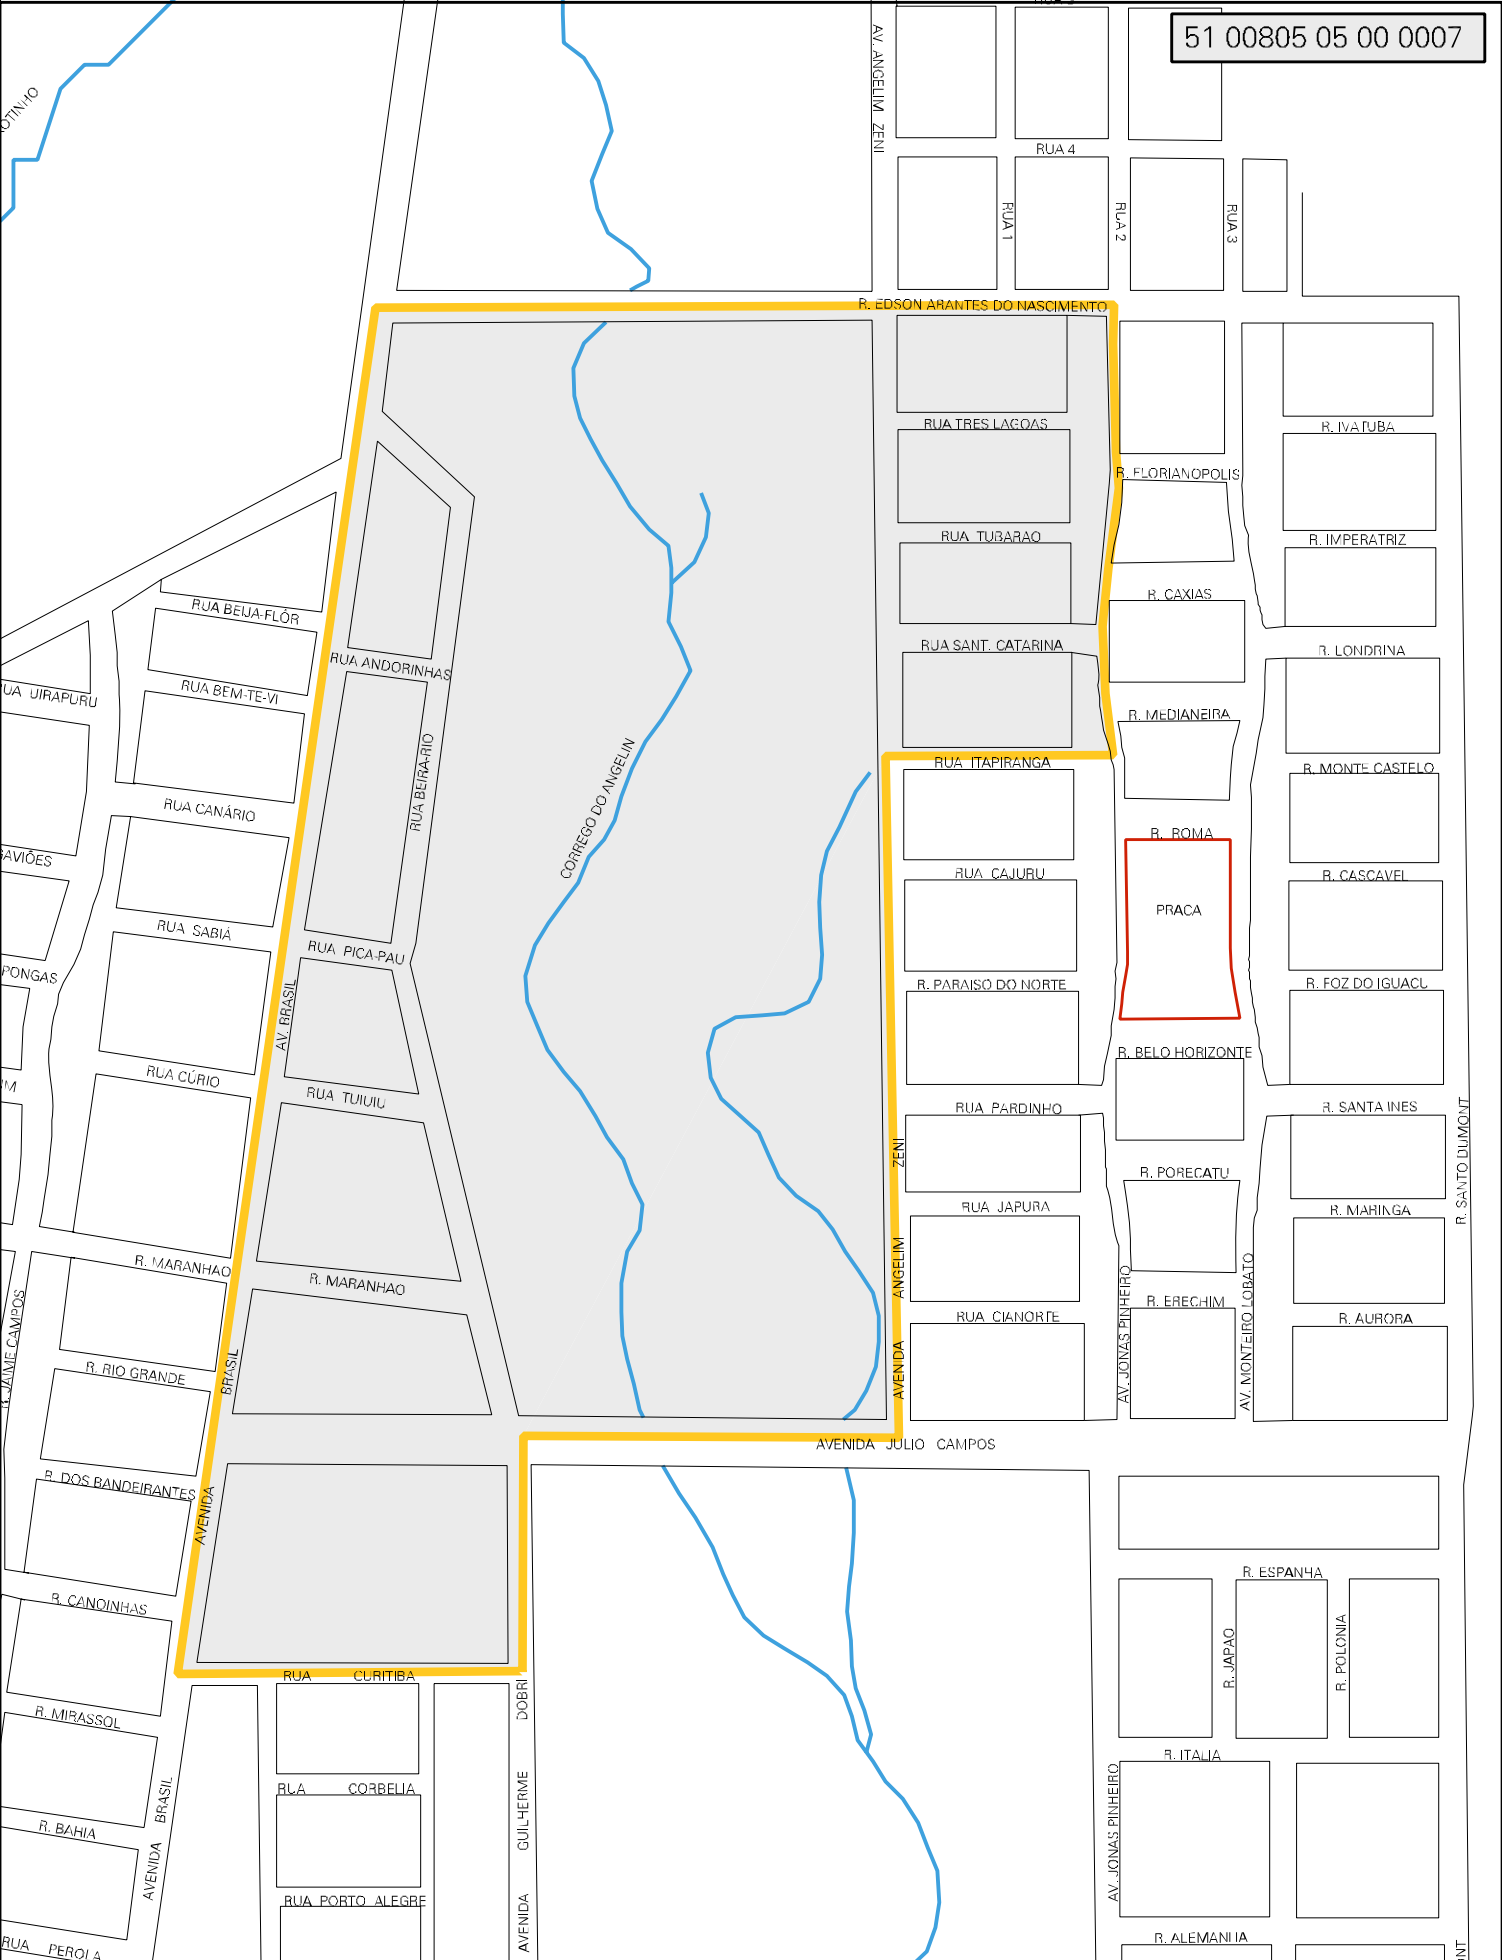 51 00805 05 00 0007
AV. ANGELIM ZENI
RUA 4
RUA 1
RUA 2
RUA 3
R. EDSON ARANTES DO NASCIMENTO
RUA TRES LAGOAS
R. IVATUBA
R. FLORIANOPOLIS
RUA TUBARAO
R. IMPERATRIZ
R. CAXIAS
RUA BEIJA-FLÔR
RUA SANT. CATARINA
R. LONDRINA
RUA ANDORINHAS
UA UIRAPURU
RUA BEM-TE-VI
R. MEDIANEIRA
RUA ITAPIRANGA
R. MONTE CASTELO
RUA BEIRA-RIO
CORREGO DO ANGELIN
RUA CANÁRIO
R. ROMA
AVIÕES
RUA CAJURU
R. CASCAVEL
PRACA
RUA SABIÁ
RUA PICA-PAU
PONGAS
R. PARAISO DO NORTE
R. FOZ DO IGUACU
AV. BRASIL
R. BELO HORIZONTE
RUA CÚRIO
RUA TUIUIU
RUA PARDINHO
R. SANTA INES
R. SANTO DUMONT
R. PORECATU
RUA JAPURA
R. MARINGA
AVENIDA ANGELIM ZENI
R. MARANHAO
R. MARANHAO
R. ERECHIM
RUA CIANORTE
R. AURORA
AV. JONAS PINHEIRO
AV. MONTEIRO LOBATO
R. JAIME CAMPOS
R. RIO GRANDE
AVENIDA BRASIL
AVENIDA JULIO CAMPOS
R. DOS BANDEIRANTES
R. ESPANHA
R. CANOINHAS
R. JAPAO
R. POLONIA
RUA CURITIBA
R. MIRASSOL
R. ITALIA
RUA CORBELIA
AVENIDA GUILHERME DOBRI
AV. JONAS PINHEIRO
R. BAHIA
AVENIDA BRASIL
RUA PORTO ALEGRE
R. ALEMANHA
RUA PEROLA